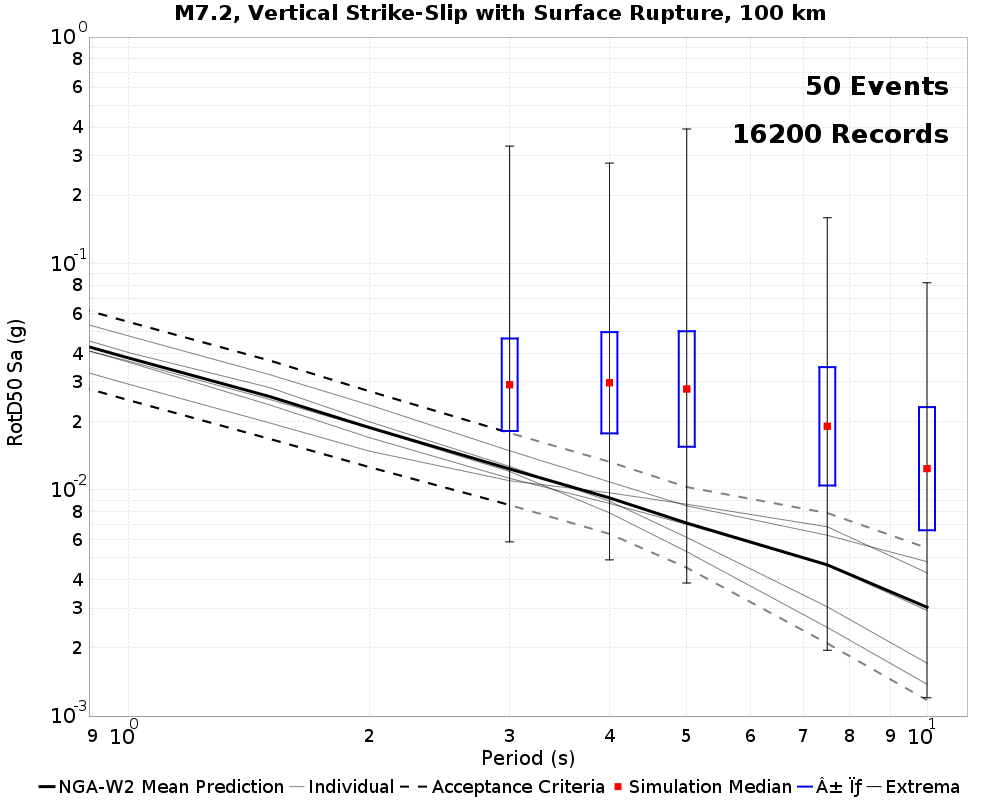 M7.2, Vertical Strike-Slip with Surface Rupture, 100 km
50 Events
16200 Records
RotD50 Sa (g)
10^0
8
6
4
3
2
10^-1
8
6
4
3
2
10^-2
8
6
4
3
2
10^-3
9 10^0 2 3 4 5 6 7 8 9 10^1
Period (s)
NGA-W2 Mean Prediction Individual Acceptance Criteria Simulation Median Â± Ïƒ Extrema